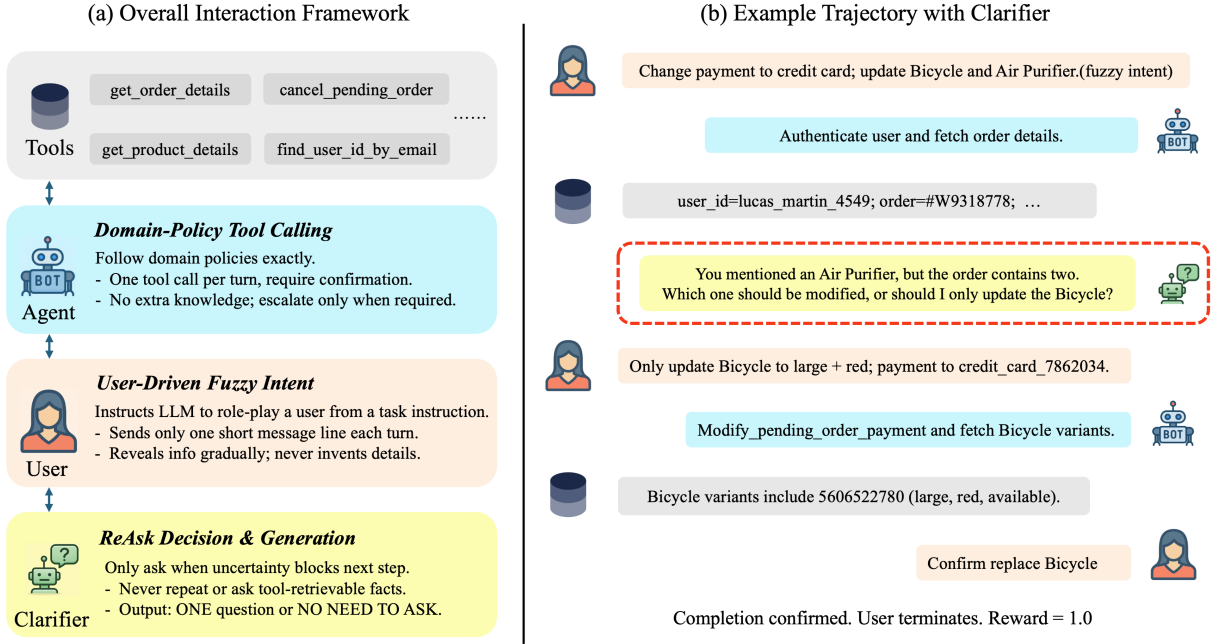 (a) Overall Interaction Framework
get_order_details
cancel_pending_order
......
Tools
get_product_details
find_user_id_by_email
Domain-Policy Tool Calling
Follow domain policies exactly.
- One tool call per turn, require confirmation.
- No extra knowledge; escalate only when required.
BOT
Agent
User-Driven Fuzzy Intent
Instructs LLM to role-play a user from a task instruction.
- Sends only one short message line each turn.
- Reveals info gradually; never invents details.
User
ReAsk Decision & Generation
Only ask when uncertainty blocks next step.
- Never repeat or ask tool-retrievable facts.
- Output: ONE question or NO NEED TO ASK.
?
Clarifier
(b) Example Trajectory with Clarifier
Change payment to credit card; update Bicycle and Air Purifier.(fuzzy intent)
Authenticate user and fetch order details.
BOT
user_id=lucas_martin_4549; order=#W9318778; …
You mentioned an Air Purifier, but the order contains two.
Which one should be modified, or should I only update the Bicycle?
?
Only update Bicycle to large + red; payment to credit_card_7862034.
Modify_pending_order_payment and fetch Bicycle variants.
BOT
Bicycle variants include 5606522780 (large, red, available).
Confirm replace Bicycle
Completion confirmed. User terminates. Reward = 1.0